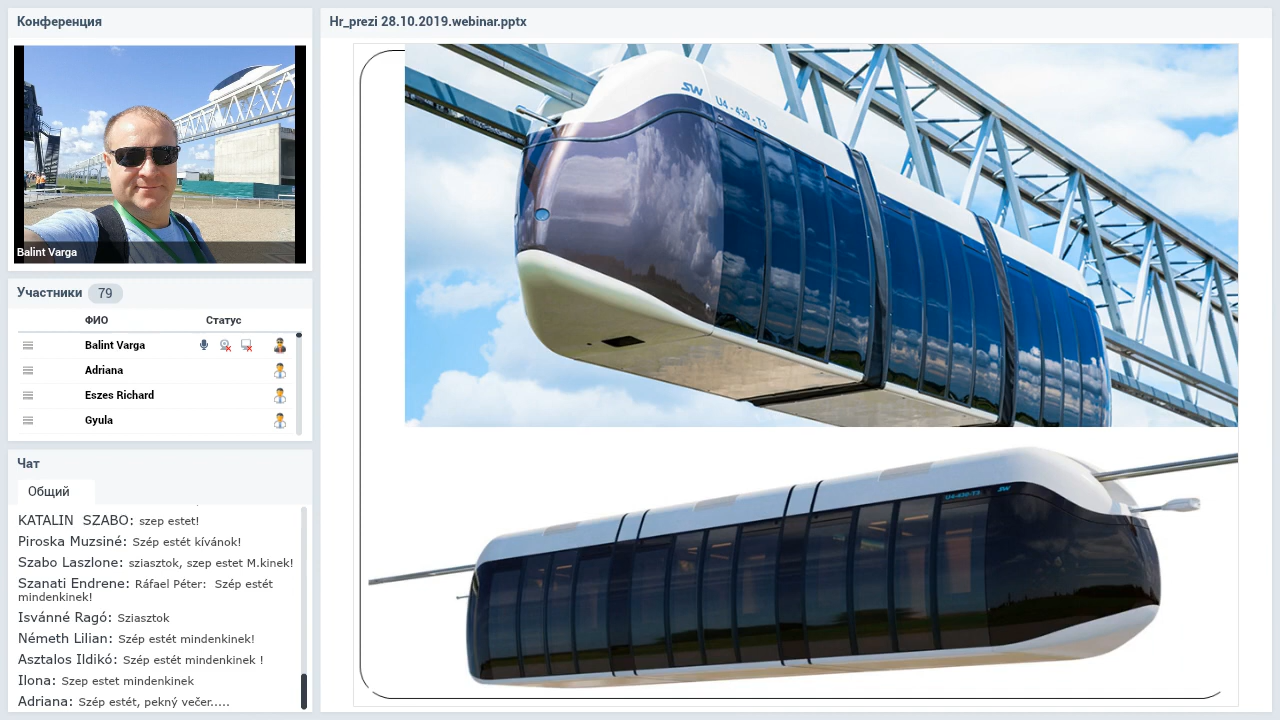 Конференция
Balint Varga
Участники 79
ФИО Статус
Balint Varga
Adriana
Eszes Richard
Gyula
Чат
Общий
KATALIN SZABO: szep estet!
Piroska Muzsiné: Szép estét kívánok!
Szabo Laszlone: sziasztok, szep estet M.kinek!
Szanati Endrene: Ráfael Péter: Szép estét
mindenkinek!
Isvánné Ragó: Sziasztok
Németh Lilian: Szép estét mindenkinek!
Asztalos Ildikó: Szép estét mindenkinek !
Ilona: Szep estet mindenkinek
Adriana: Szép estét, pekný večer.....
Hr_prezi 28.10.2019.webinar.pptx
SW U4 - 430 - T3
U4-430-T3 SW